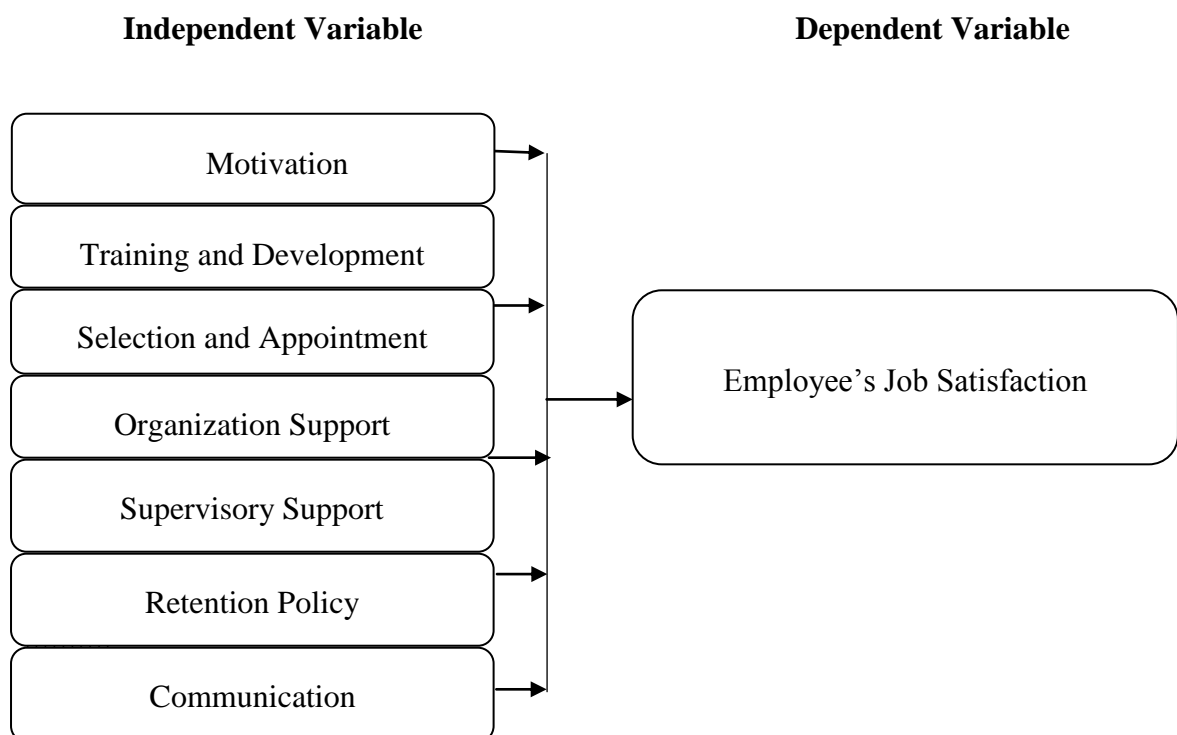 Independent Variable
Dependent Variable
Motivation
Training and Development
Selection and Appointment
Organization Support
Supervisory Support
Retention Policy
Communication
Employee’s Job Satisfaction